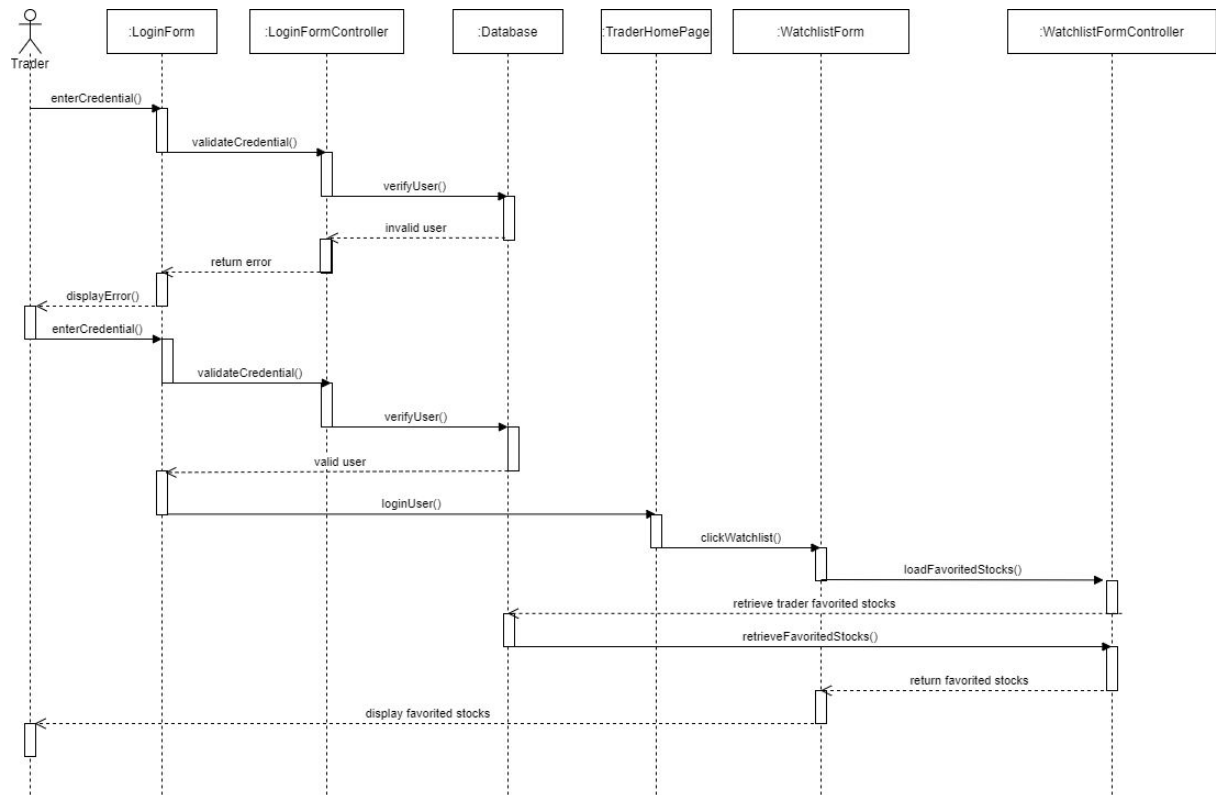 :LoginForm
:LoginFormController
:Database
:TraderHomePage
:WatchlistForm
:WatchlistFormController
Trader
enterCredential()
validateCredential()
verifyUser()
invalid user
return error
displayError()
enterCredential()
validateCredential()
verifyUser()
valid user
loginUser()
clickWatchlist()
loadFavoritedStocks()
retrieve trader favorited stocks
retrieveFavoritedStocks()
return favorited stocks
display favorited stocks